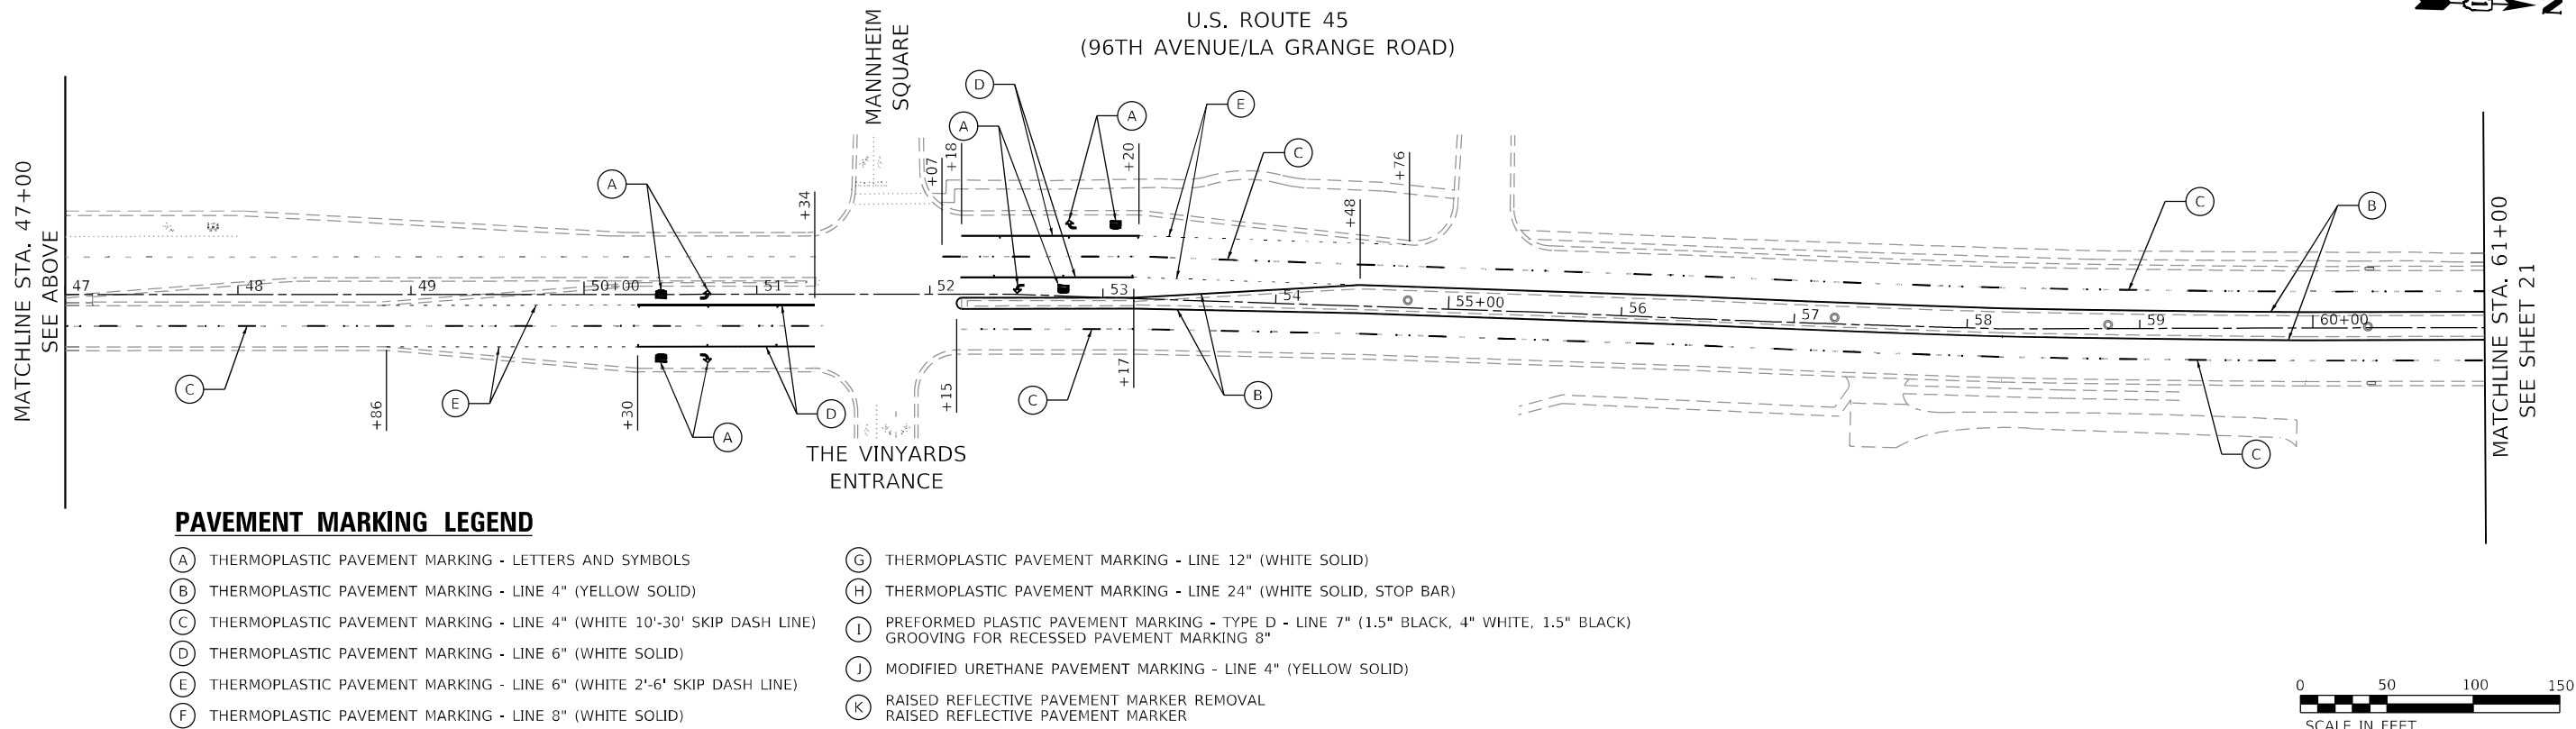 U.S. ROUTE 45
(96TH AVENUE/LA GRANGE ROAD)
N
MANNHEIM
SQUARE
D
A
A
E
C
+07
+18
+20
+76
+48
A
+34
C
B
MATCHLINE STA. 47+00
SEE ABOVE
47
48
49
50+00
51
52
53
54
55+00
56
57
58
59
60+00
MATCHLINE STA. 61+00
SEE SHEET 21
C
+86
E
+30
A
D
+15
C
+17
B
C
THE VINYARDS
ENTRANCE
PAVEMENT MARKING LEGEND
A THERMOPLASTIC PAVEMENT MARKING - LETTERS AND SYMBOLS
B THERMOPLASTIC PAVEMENT MARKING - LINE 4" (YELLOW SOLID)
C THERMOPLASTIC PAVEMENT MARKING - LINE 4" (WHITE 10'-30' SKIP DASH LINE)
D THERMOPLASTIC PAVEMENT MARKING - LINE 6" (WHITE SOLID)
E THERMOPLASTIC PAVEMENT MARKING - LINE 6" (WHITE 2'-6' SKIP DASH LINE)
F THERMOPLASTIC PAVEMENT MARKING - LINE 8" (WHITE SOLID)
G THERMOPLASTIC PAVEMENT MARKING - LINE 12" (WHITE SOLID)
H THERMOPLASTIC PAVEMENT MARKING - LINE 24" (WHITE SOLID, STOP BAR)
I PREFORMED PLASTIC PAVEMENT MARKING - TYPE D - LINE 7" (1.5" BLACK, 4" WHITE, 1.5" BLACK)
GROOVING FOR RECESSED PAVEMENT MARKING 8"
J MODIFIED URETHANE PAVEMENT MARKING - LINE 4" (YELLOW SOLID)
K RAISED REFLECTIVE PAVEMENT MARKER REMOVAL
RAISED REFLECTIVE PAVEMENT MARKER
0 50 100 150
SCALE IN FEET